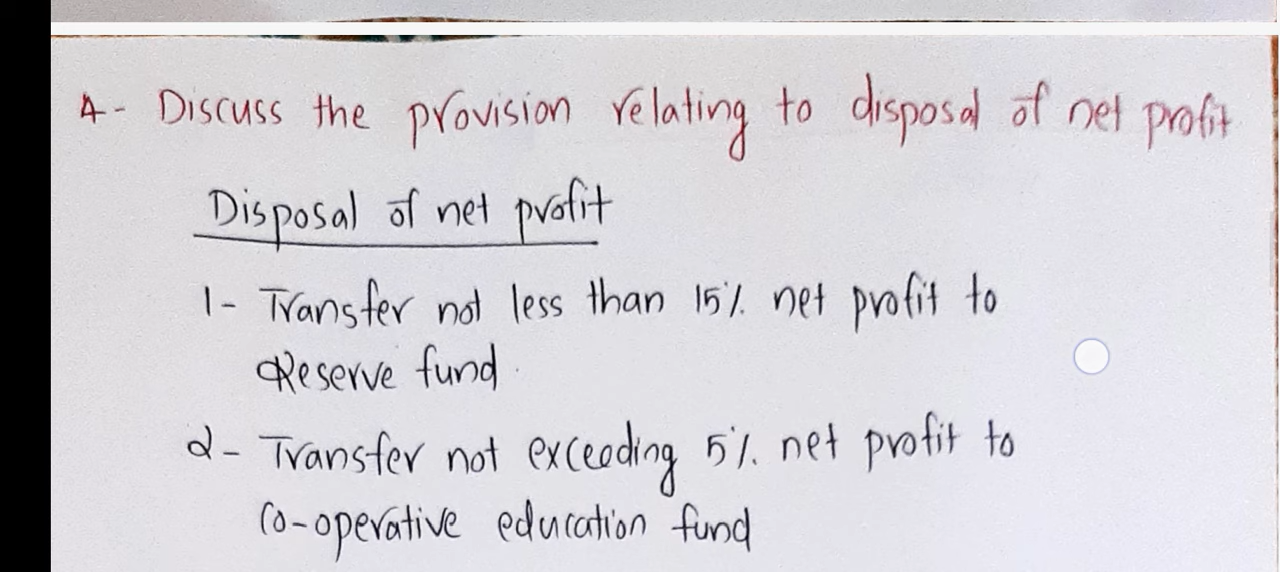 4- Discuss the provision relating to disposal of net profit
Disposal of net profit
1- Transfer not less than 15% net profit to
Reserve fund.
2- Transfer not exceeding 5% net profit to
Co-operative education fund